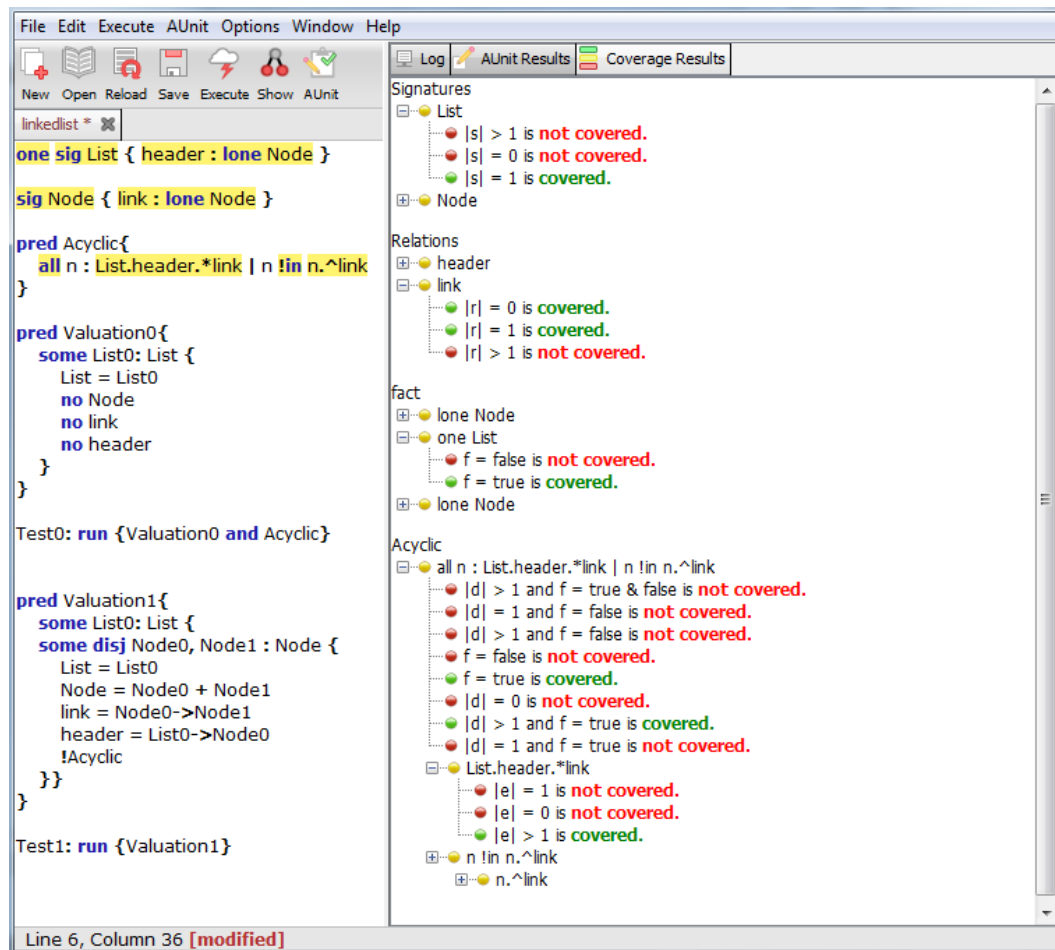 File Edit Execute AUnit Options Window Help
New Open Reload Save Execute Show AUnit
linkedlist *
one sig List { header : lone Node }
sig Node { link : lone Node }
pred Acyclic{
all n : List.header.*link | n !in n.^link
}
pred Valuation0{
some List0: List {
List = List0
no Node
no link
no header
}
}
Test0: run {Valuation0 and Acyclic}
pred Valuation1{
some List0: List {
some disj Node0, Node1 : Node {
List = List0
Node = Node0 + Node1
link = Node0->Node1
header = List0->Node0
!Acyclic
}}
}
Test1: run {Valuation1}
Line 6, Column 36 [modified]
Log AUnit Results Coverage Results
Signatures
List
|s| > 1 is not covered.
|s| = 0 is not covered.
|s| = 1 is covered.
Node
Relations
header
link
|r| = 0 is covered.
|r| = 1 is covered.
|r| > 1 is not covered.
fact
lone Node
one List
f = false is not covered.
f = true is covered.
lone Node
Acyclic
all n : List.header.*link | n !in n.^link
|d| > 1 and f = true & false is not covered.
|d| = 1 and f = false is not covered.
|d| > 1 and f = false is not covered.
f = false is not covered.
f = true is covered.
|d| = 0 is not covered.
|d| > 1 and f = true is covered.
|d| = 1 and f = true is not covered.
List.header.*link
|e| = 1 is not covered.
|e| = 0 is not covered.
|e| > 1 is covered.
n !in n.^link
n.^link